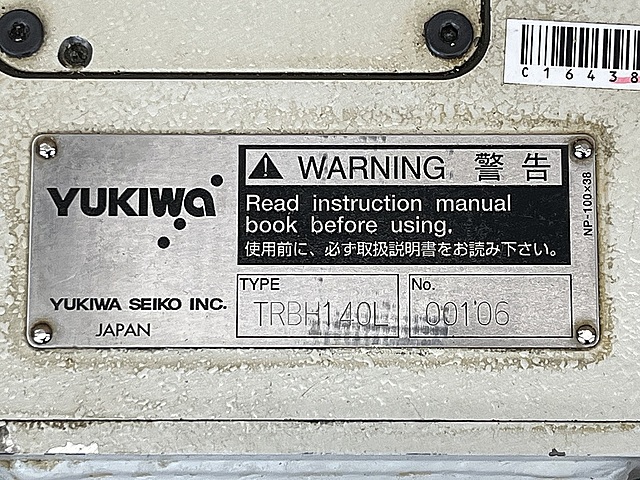 C16438
YUKIWA
WARNING 警告
Read instruction manual
book before using.
使用前に、必ず取扱説明書をお読み下さい。
NP-100×38
TYPE
TRBH140L
No.
00106
YUKIWA SEIKO INC.
JAPAN